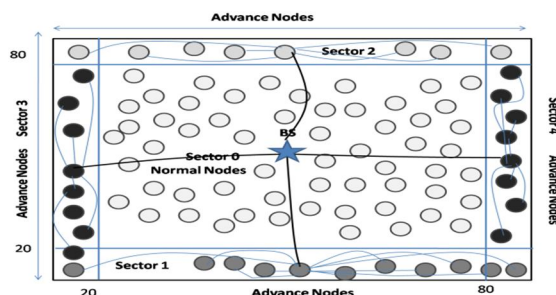 Advance Nodes
80
Sector 2
Sector 3
Advance Nodes
BS
Sector 0
Normal Nodes
Sector 4
Advance Nodes
20
Sector 1
20
Advance Nodes
80